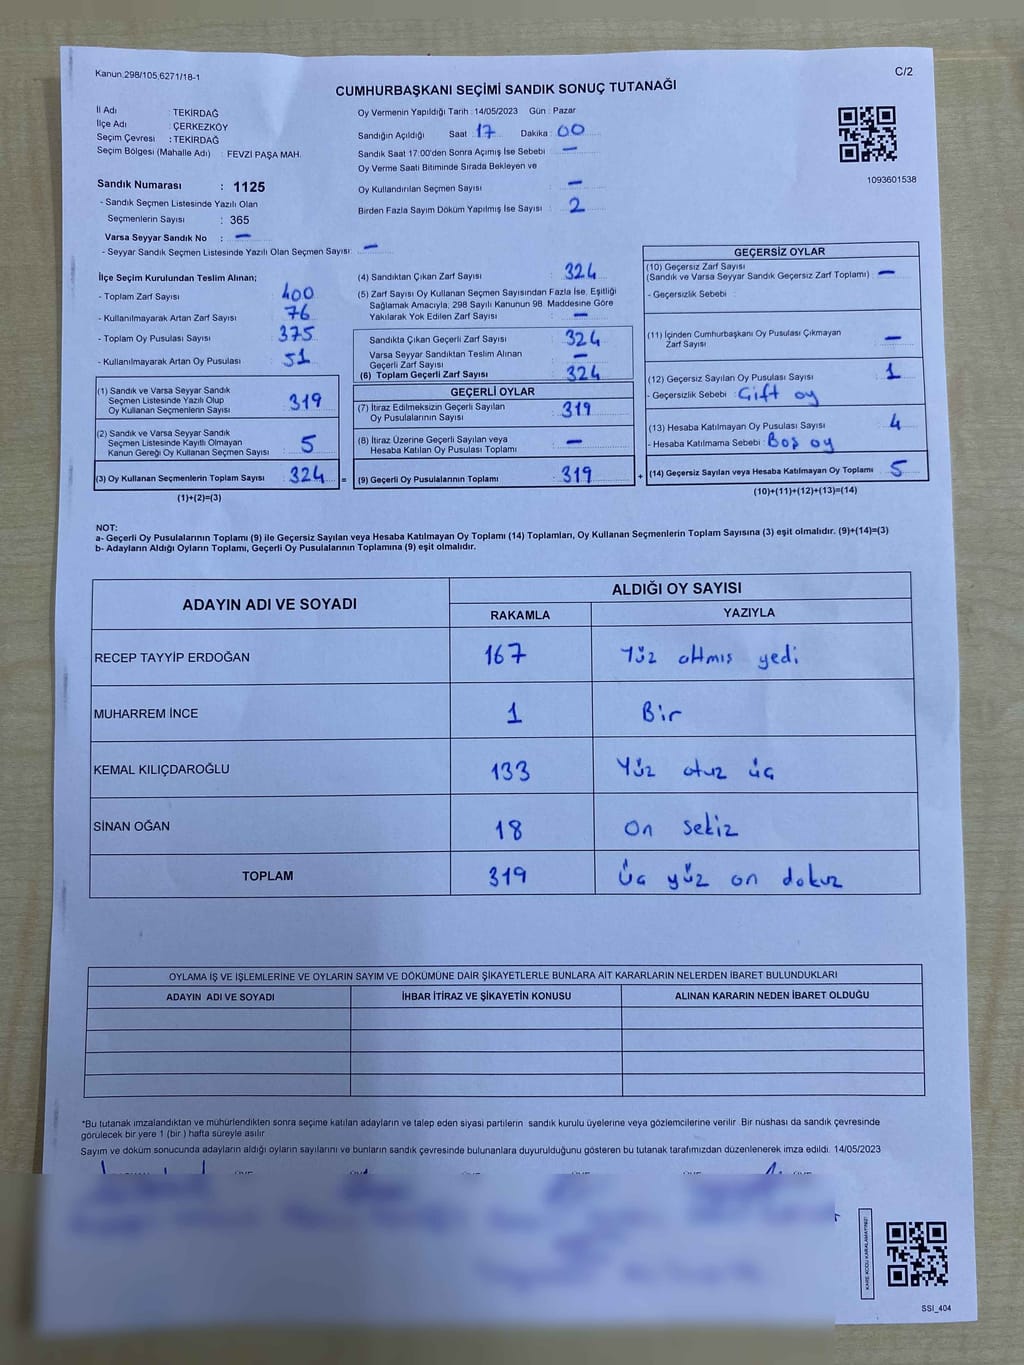 Kanun.298/105,6271/18-1
C/2
CUMHURBAŞKANI SEÇİMİ SANDIK SONUÇ TUTANAĞI
İl Adı : TEKİRDAĞ
İlçe Adı : ÇERKEZKÖY
Seçim Çevresi : TEKİRDAĞ
Seçim Bölgesi (Mahalle Adı) : FEVZİ PAŞA MAH.
Sandık Numarası : 1125
- Sandık Seçmen Listesinde Yazılı Olan
Seçmenlerin Sayısı : 365
Varsa Seyyar Sandık No : -
- Seyyar Sandık Seçmen Listesinde Yazılı Olan Seçmen Sayısı: -
Oy Vermenin Yapıldığı Tarih : 14/05/2023 Gün : Pazar
Sandığın Açıldığı Saat : 17 Dakika : 00
Sandık Saat 17:00'den Sonra Açımış İse Sebebi : -
Oy Verme Saati Bitiminde Sırada Bekleyen ve
Oy Kullandırılan Seçmen Sayısı : -
Birden Fazla Sayım Döküm Yapılmış İse Sayısı : 2
1093601538
İlçe Seçim Kurulundan Teslim Alınan;
- Toplam Zarf Sayısı : 400
- Kullanılmayarak Artan Zarf Sayısı : 76
- Toplam Oy Pusulası Sayısı : 375
- Kullanılmayarak Artan Oy Pusulası : 51
(1) Sandık ve Varsa Seyyar Sandık
Seçmen Listesinde Yazılı Olup
Oy Kullanan Seçmenlerin Sayısı : 319
(2) Sandık ve Varsa Seyyar Sandık
Seçmen Listesinde Kayıtlı Olmayan
Kanun Gereği Oy Kullanan Seçmen Sayısı : 5
(3) Oy Kullanan Seçmenlerin Toplam Sayısı : 324 =
(1)+(2)=(3)
(4) Sandıktan Çıkan Zarf Sayısı : 324
(5) Zarf Sayısı Oy Kullanan Seçmen Sayısından Fazla İse, Eşitliği
Sağlamak Amacıyla, 298 Sayılı Kanunun 98. Maddesine Göre
Yakılarak Yok Edilen Zarf Sayısı : -
Sandıkta Çıkan Geçerli Zarf Sayısı : 324
Varsa Seyyar Sandıktan Teslim Alınan
Geçerli Zarf Sayısı : -
(6) Toplam Geçerli Zarf Sayısı : 324
GEÇERLİ OYLAR
(7) İtiraz Edilmeksizin Geçerli Sayılan
Oy Pusulalarının Sayısı : 319
(8) İtiraz Üzerine Geçerli Sayılan veya
Hesaba Katılan Oy Pusulası Toplamı : -
(9) Geçerli Oy Pusulalarının Toplamı : 319 +
GEÇERSİZ OYLAR
(10) Geçersiz Zarf Sayısı
(Sandık ve Varsa Seyyar Sandık Geçersiz Zarf Toplamı) : -
- Geçersizlik Sebebi :
(11) İçinden Cumhurbaşkanı Oy Pusulası Çıkmayan
Zarf Sayısı : -
(12) Geçersiz Sayılan Oy Pusulası Sayısı : 1
- Geçersizlik Sebebi : Çift oy
(13) Hesaba Katılmayan Oy Pusulası Sayısı : 4
- Hesaba Katılmama Sebebi : Boş oy
(14) Geçersiz Sayılan veya Hesaba Katılmayan Oy Toplamı : 5
(10)+(11)+(12)+(13)=(14)
NOT:
a- Geçerli Oy Pusulalarının Toplamı (9) ile Geçersiz Sayılan veya Hesaba Katılmayan Oy Toplamı (14) Toplamları, Oy Kullanan Seçmenlerin Toplam Sayısına (3) eşit olmalıdır. (9)+(14)=(3)
b- Adayların Aldığı Oyların Toplamı, Geçerli Oy Pusulalarının Toplamına (9) eşit olmalıdır.
ADAYIN ADI VE SOYADI
ALDIĞI OY SAYISI
RAKAMLA YAZIYLA
RECEP TAYYİP ERDOĞAN 167 Yüz altmış yedi
MUHARREM İNCE 1 Bir
KEMAL KILIÇDAROĞLU 133 Yüz otuz üç
SİNAN OĞAN 18 on sekiz
TOPLAM 319 Üç yüz on dokuz
OYLAMA İŞ VE İŞLEMLERİNE VE OYLARIN SAYIM VE DÖKÜMÜNE DAİR ŞİKAYETLERLE BUNLARA AİT KARARLARIN NELERDEN İBARET BULUNDUKLARI
ADAYIN ADI VE SOYADI İHBAR İTİRAZ VE ŞİKAYETİN KONUSU ALINAN KARARIN NEDEN İBARET OLDUĞU
*Bu tutanak imzalandıktan ve mühürlendikten sonra seçime katılan adayların ve talep eden siyasi partilerin sandık kurulu üyelerine veya gözlemcilerine verilir. Bir nüshası da sandık çevresinde
görülecek bir yere 1 (bir ) hafta süreyle asılır.
Sayım ve döküm sonucunda adayların aldığı oyların sayılarını ve bunların sandık çevresinde bulunanlara duyurulduğunu gösteren bu tutanak tarafımızdan düzenlenerek imza edildi. 14/05/2023
KARE KODU KARALAMAYINIZ!
SSI_404